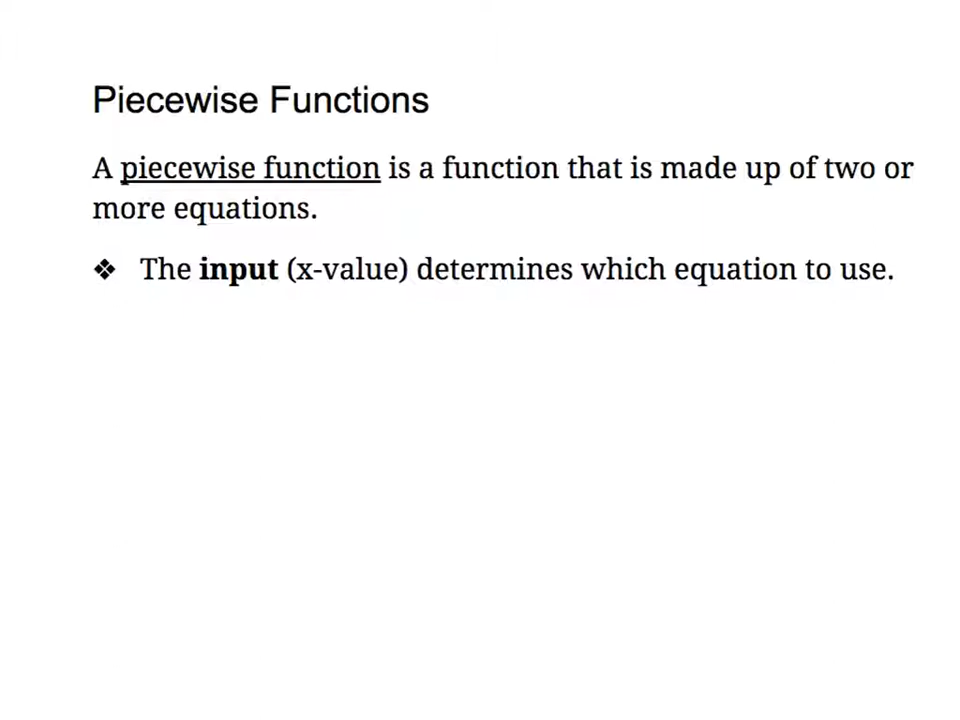 Piecewise Functions
A piecewise function is a function that is made up of two or
more equations.
❖ The input (x-value) determines which equation to use.